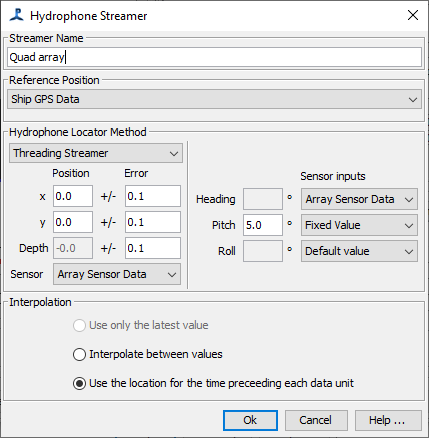 Hydrophone Streamer
Streamer Name
Quad array
Reference Position
Ship GPS Data
Hydrophone Locator Method
Threading Streamer
Position Error
x 0.0 +/- 0.1
y 0.0 +/- 0.1
Depth -0.0 +/- 0.1
Sensor Array Sensor Data
Sensor inputs
Heading ° Array Sensor Data
Pitch 5.0 ° Fixed Value
Roll ° Default value
Interpolation
Use only the latest value
Interpolate between values
Use the location for the time preceeding each data unit
Ok Cancel Help ...